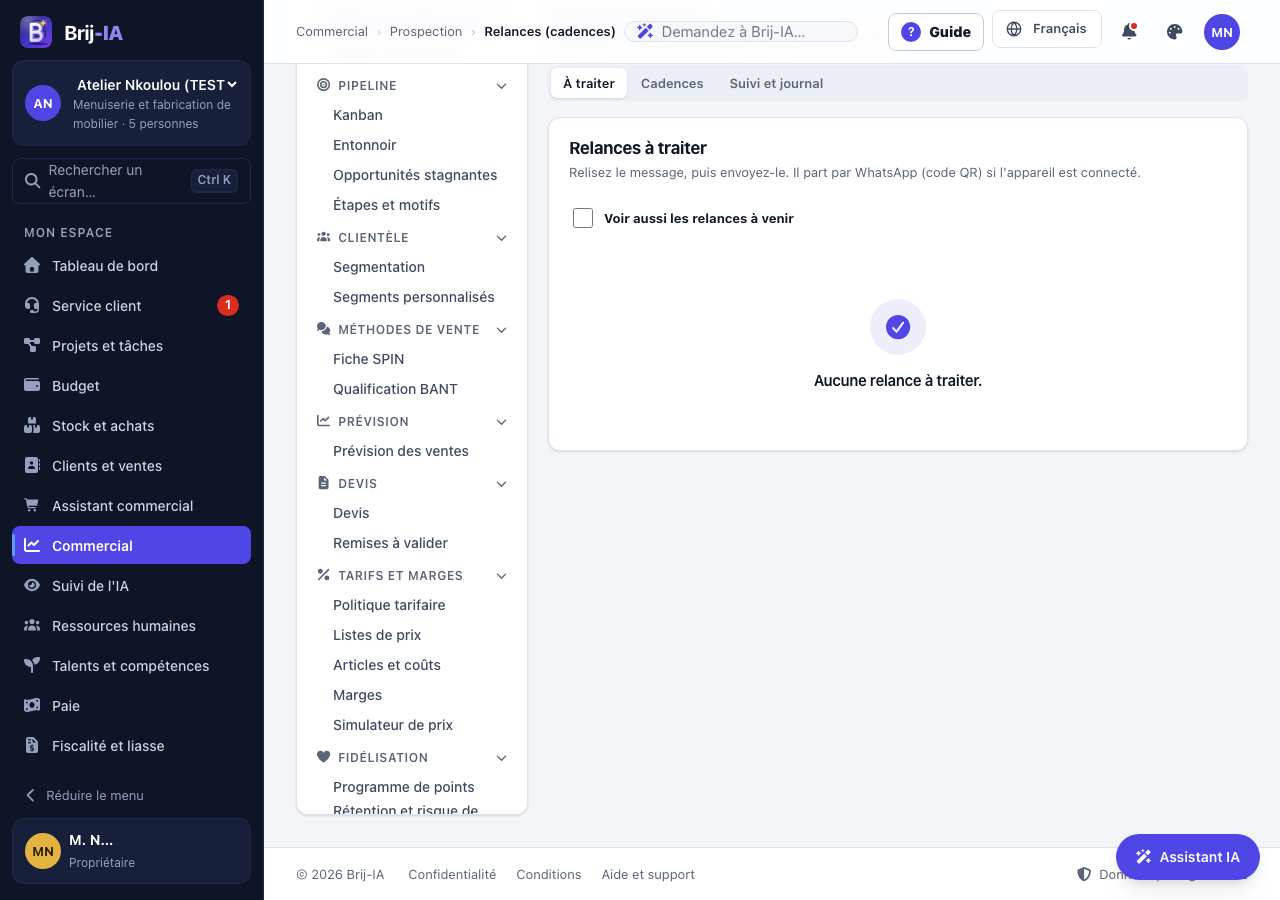 Brij-IA
AN
Atelier Nkoulou (TEST
Menuiserie et fabrication de
mobilier · 5 personnes
Rechercher un
écran...
Ctrl K
MON ESPACE
Tableau de bord
Service client
1
Projets et tâches
Budget
Stock et achats
Clients et ventes
Assistant commercial
Commercial
Suivi de l'IA
Ressources humaines
Talents et compétences
Paie
Fiscalité et liasse
Réduire le menu
MN
M. N...
Propriétaire
Commercial › Prospection › Relances (cadences)
Demandez à Brij-IA...
? Guide
Français
MN
PIPELINE
Kanban
Entonnoir
Opportunités stagnantes
Étapes et motifs
CLIENTÈLE
Segmentation
Segments personnalisés
MÉTHODES DE VENTE
Fiche SPIN
Qualification BANT
PRÉVISION
Prévision des ventes
DEVIS
Devis
Remises à valider
TARIFS ET MARGES
Politique tarifaire
Listes de prix
Articles et coûts
Marges
Simulateur de prix
FIDÉLISATION
Programme de points
Rétention et risque de
À traiter
Cadences
Suivi et journal
Relances à traiter
Relisez le message, puis envoyez-le. Il part par WhatsApp (code QR) si l'appareil est connecté.
Voir aussi les relances à venir
Aucune relance à traiter.
© 2026 Brij-IA
Confidentialité
Conditions
Aide et support
Assistant IA